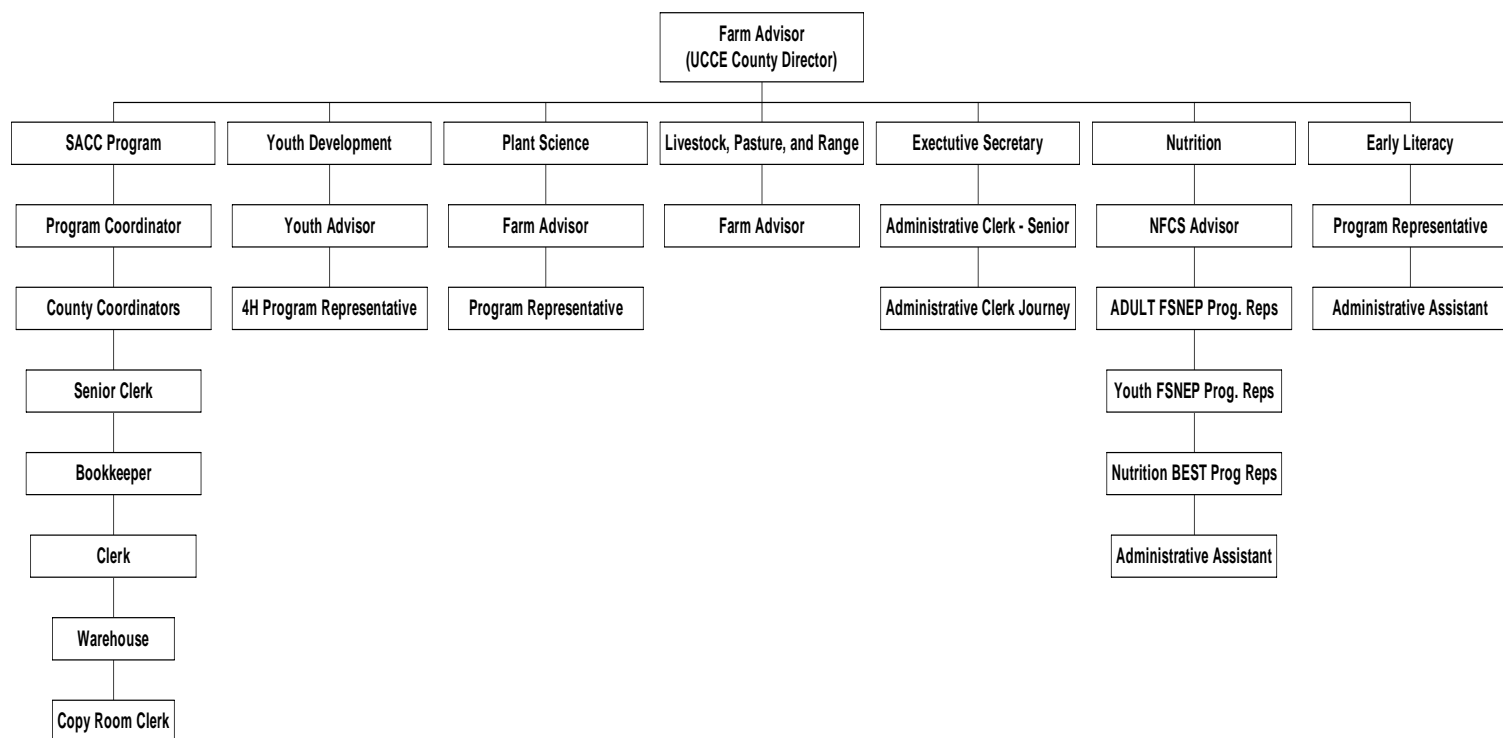 Farm Advisor
(UCCE County Director)
SACC Program
Youth Development
Plant Science
Livestock, Pasture, and Range
Exectutive Secretary
Nutrition
Early Literacy
Program Coordinator
Youth Advisor
Farm Advisor
Farm Advisor
Administrative Clerk - Senior
NFCS Advisor
Program Representative
County Coordinators
4H Program Representative
Program Representative
Administrative Clerk Journey
ADULT FSNEP Prog. Reps
Administrative Assistant
Senior Clerk
Youth FSNEP Prog. Reps
Bookkeeper
Nutrition BEST Prog Reps
Clerk
Administrative Assistant
Warehouse
Copy Room Clerk